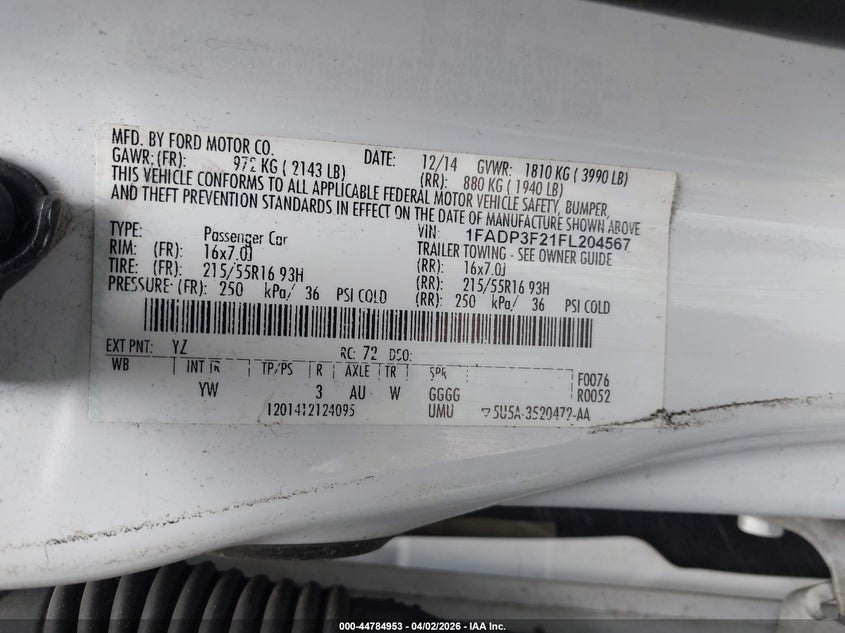 MFD. BY FORD MOTOR CO. DATE: 12/14 GVWR: 1810 KG ( 3990 LB)
GAWR: (FR): 972 KG ( 2143 LB) (RR): 880 KG ( 1940 LB)
THIS VEHICLE CONFORMS TO ALL APPLICABLE FEDERAL MOTOR VEHICLE SAFETY, BUMPER,
AND THEFT PREVENTION STANDARDS IN EFFECT ON THE DATE OF MANUFACTURE SHOWN ABOVE
TYPE: Passenger Car VIN: 1FADP3F21FL204567
TRAILER TOWING - SEE OWNER GUIDE
RIM: (FR): 16x7.0J (RR): 16x7.0J
TIRE: (FR): 215/55R16 93H (RR): 215/55R16 93H
PRESSURE: (FR): 250 kPa/ 36 PSI COLD (RR): 250 kPa/ 36 PSI COLD
EXT PNT: YZ RC: 72 DSO:
WB INT TR TP/PS R AXLE TR SPR F0076
YW 3 AU W GGGG R0052
1201412124095 UMU ▽5U5A-3520472-AA
000-44784953 - 04/02/2026 - IAA Inc.